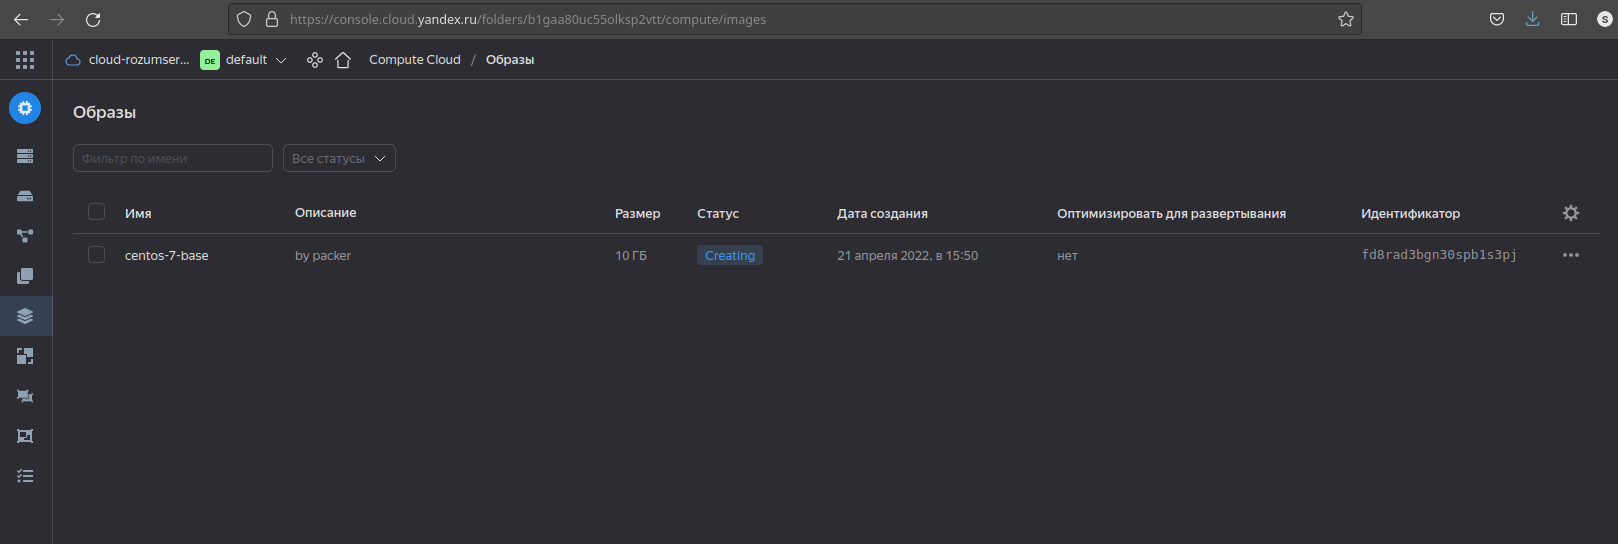 https://console.cloud.yandex.ru/folders/b1gaa80uc55olksp2vtt/compute/images
S
cloud-rozumser... DE default Compute Cloud / Образы
Образы
Фильтр по имени Все статусы
Имя Описание Размер Статус Дата создания Оптимизировать для развертывания Идентификатор
centos-7-base by packer 10 ГБ Creating 21 апреля 2022, в 15:50 нет fd8rad3bgn30spb1s3pj